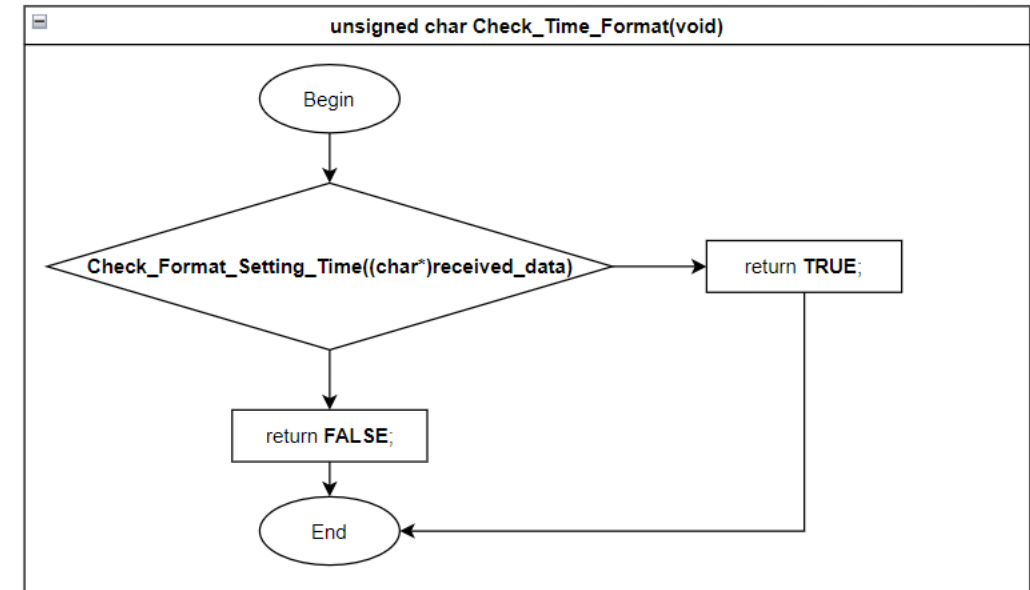 unsigned char Check_Time_Format(void)
Begin
Check_Format_Setting_Time((char*)received_data)
return TRUE;
return FALSE;
End